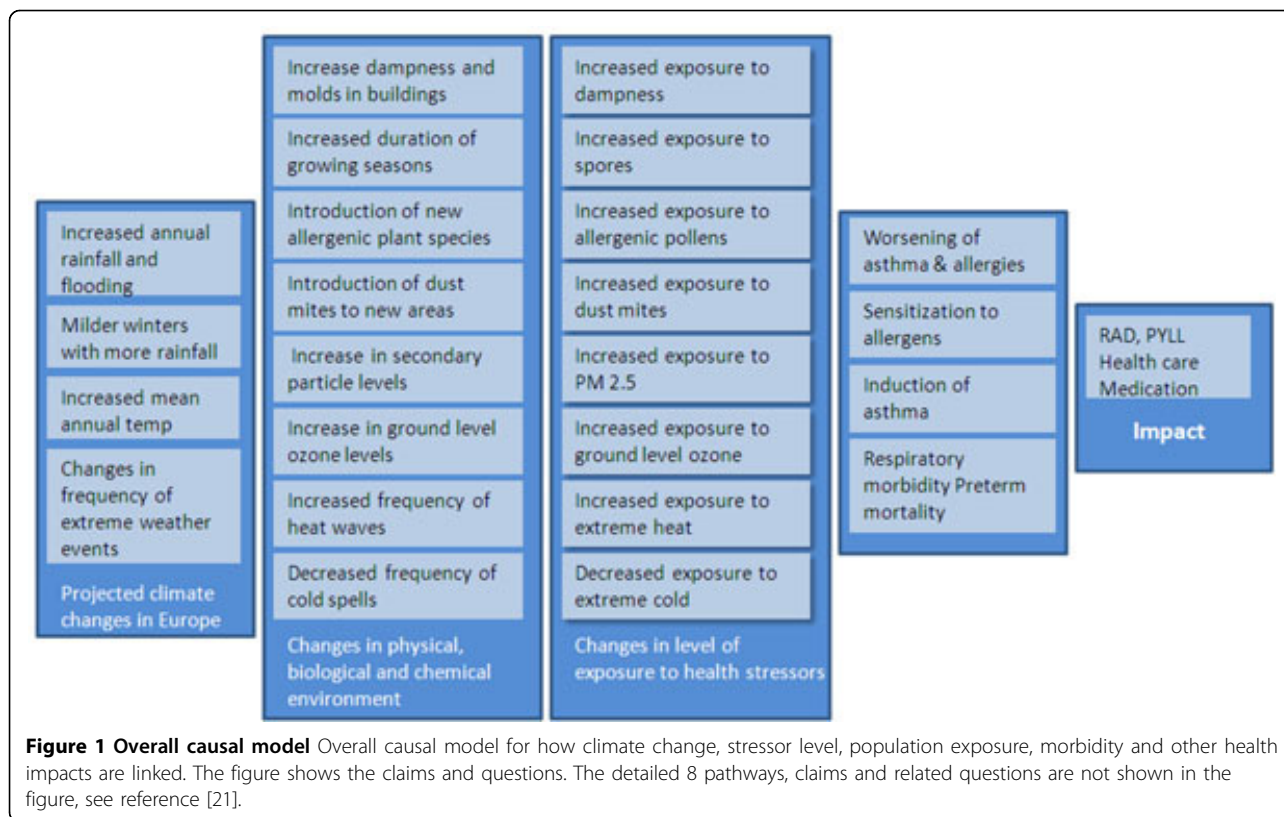 Increased annual
rainfall and
flooding
Milder winters
with more rainfall
Increased mean
annual temp
Changes in
frequency of
extreme weather
events
Projected climate
changes in Europe
Increase dampness and
molds in buildings
Increased duration of
growing seasons
Introduction of new
allergenic plant species
Introduction of dust
mites to new areas
Increase in secondary
particle levels
Increase in ground level
ozone levels
Increased frequency of
heat waves
Decreased frequency of
cold spells
Changes in physical,
biological and chemical
environment
Increased exposure to
dampness
Increased exposure to
spores
Increased exposure to
allergenic pollens
Increased exposure to
dust mites
Increased exposure to
PM 2.5
Increased exposure to
ground level ozone
Increased exposure to
extreme heat
Decreased exposure to
extreme cold
Changes in level of
exposure to health stressors
Worsening of
asthma & allergies
Sensitization to
allergens
Induction of
asthma
Respiratory
morbidity Preterm
mortality
RAD, PYLL
Health care
Medication
Impact
Figure 1 Overall causal model Overall causal model for how climate change, stressor level, population exposure, morbidity and other health
impacts are linked. The figure shows the claims and questions. The detailed 8 pathways, claims and related questions are not shown in the
figure, see reference [21].